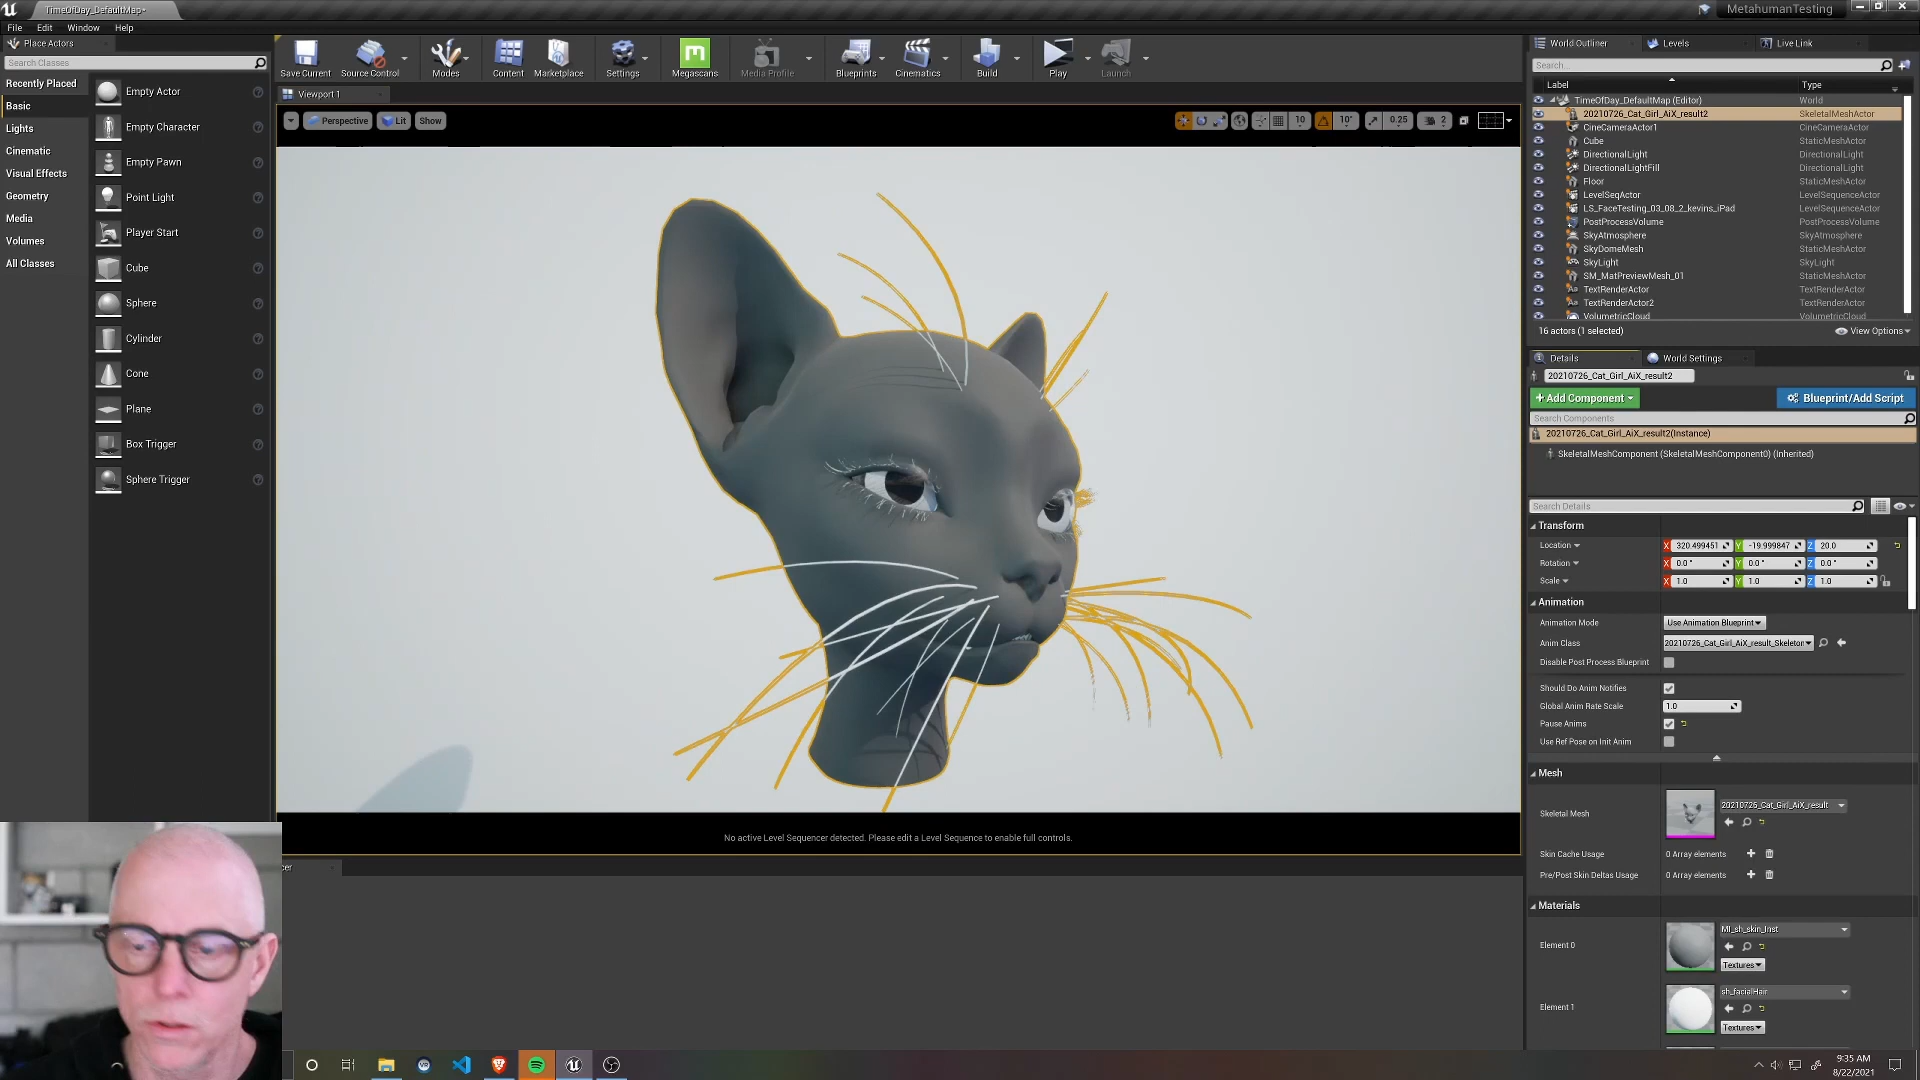 TimeOfDay_DefaultMap•
MetahumanTesting
File Edit Window Help
Place Actors
Search Classes
Recently Placed
Basic
Lights
Cinematic
Visual Effects
Geometry
Media
Volumes
All Classes
Empty Actor
Empty Character
Empty Pawn
Point Light
Player Start
Cube
Sphere
Cylinder
Cone
Plane
Box Trigger
Sphere Trigger
Save Current
Source Control
Modes
Content
Marketplace
Settings
Megascans
Media Profile
Blueprints
Cinematics
Build
Play
Launch
Viewport 1
Perspective Lit Show
10 10° 0.25 2
No active Level Sequencer detected. Please edit a Level Sequence to enable full controls.
cer
World Outliner Levels Live Link
Search...
Label Type
TimeOfDay_DefaultMap (Editor) World
20210726_Cat_Girl_AiX_result2 SkeletalMeshActor
CineCameraActor1 CineCameraActor
Cube StaticMeshActor
DirectionalLight DirectionalLight
DirectionalLightFill DirectionalLight
Floor StaticMeshActor
LevelSeqActor LevelSequenceActor
LS_FaceTesting_03_08_2_kevins_iPad LevelSequenceActor
PostProcessVolume PostProcessVolume
SkyAtmosphere SkyAtmosphere
SkyDomeMesh StaticMeshActor
SkyLight SkyLight
SM_MatPreviewMesh_01 StaticMeshActor
TextRenderActor TextRenderActor
TextRenderActor2 TextRenderActor
VolumetricCloud VolumetricCloud
16 actors (1 selected) View Options
Details World Settings
20210726_Cat_Girl_AiX_result2
+ Add Component Blueprint/Add Script
Search Components
20210726_Cat_Girl_AiX_result2(Instance)
SkeletalMeshComponent (SkeletalMeshComponent0) (Inherited)
Search Details
Transform
Location X 320.499451 Y -19.999847 Z 20.0
Rotation X 0.0° Y 0.0° Z 0.0°
Scale X 1.0 Y 1.0 Z 1.0
Animation
Animation Mode Use Animation Blueprint
Anim Class 20210726_Cat_Girl_AiX_result_Skeleton
Disable Post Process Blueprint
Should Do Anim Notifies
Global Anim Rate Scale 1.0
Pause Anims
Use Ref Pose on Init Anim
Mesh
Skeletal Mesh 20210726_Cat_Girl_AiX_result
Skin Cache Usage 0 Array elements
Pre/Post Skin Deltas Usage 0 Array elements
Materials
Element 0 MI_sh_skin_Inst
Textures
Element 1 sh_facialHair
Textures
9:35 AM
8/22/2021